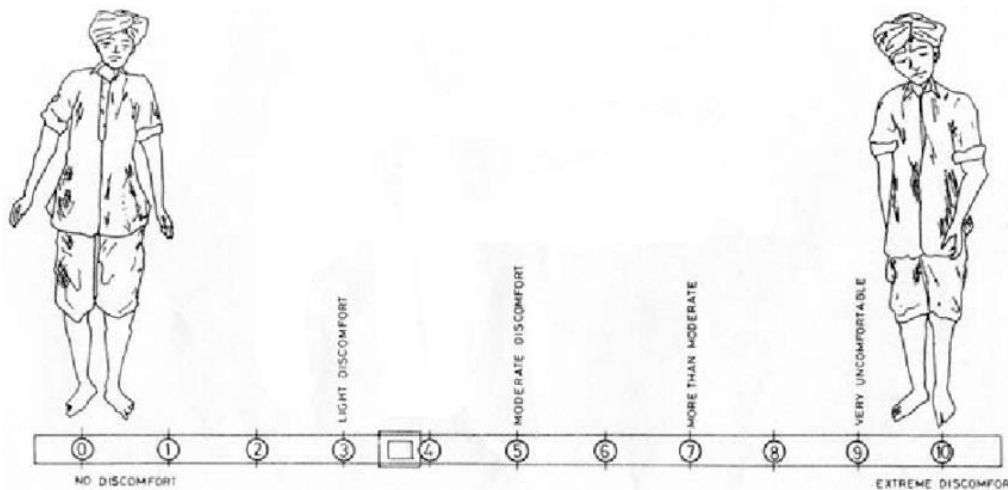 LIGHT DISCOMFORT
MODERATE DISCOMFORT
MORE THAN MODERATE
VERY UNCOMFORTABLE
0 1 2 3 4 5 6 7 8 9 10
NO DISCOMFORT
EXTREME DISCOMFOR